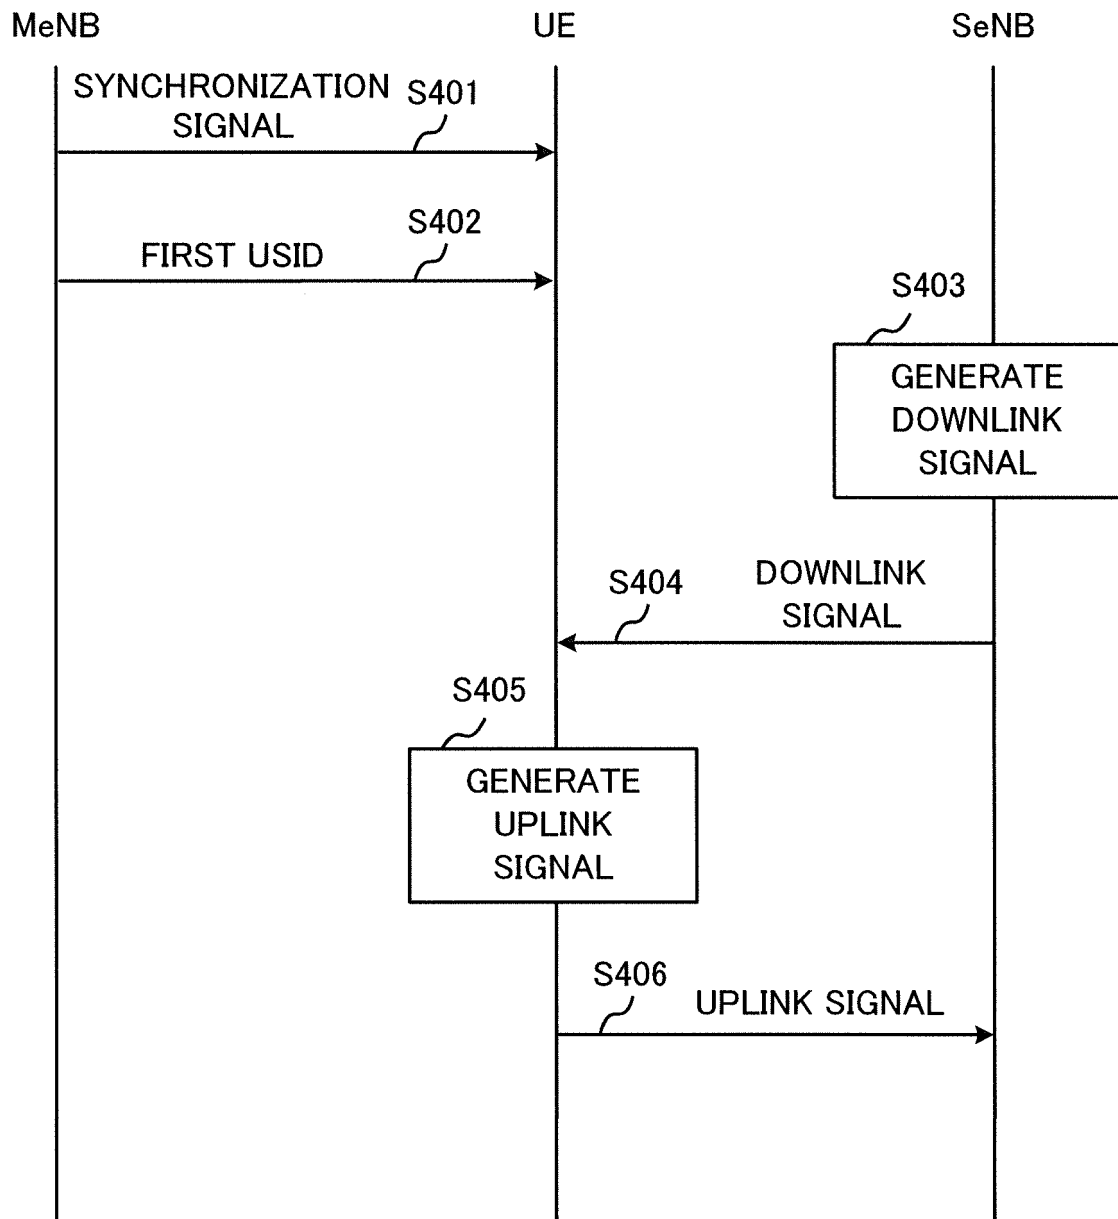 MeNB
UE
SeNB
SYNCHRONIZATION
SIGNAL
S401
FIRST USID
S402
S403
GENERATE
DOWNLINK
SIGNAL
S404
DOWNLINK
SIGNAL
S405
GENERATE
UPLINK
SIGNAL
S406
UPLINK SIGNAL